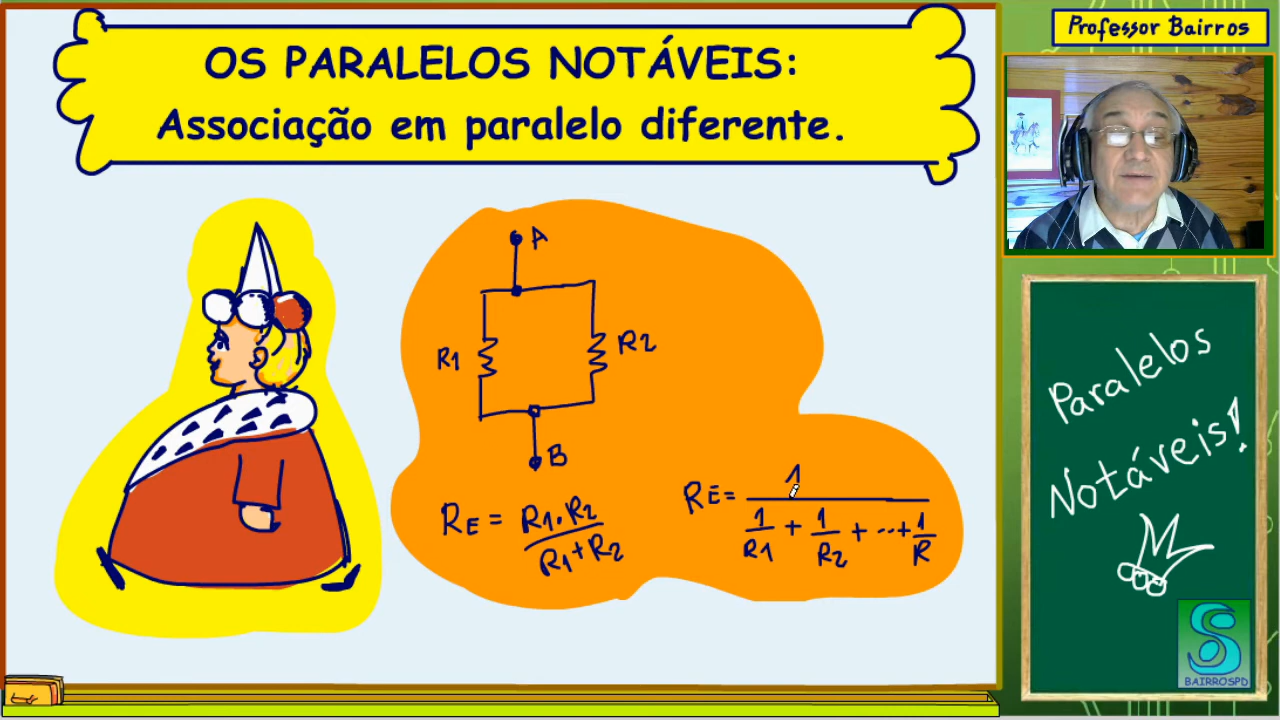 OS PARALELOS NOTÁVEIS:
Associação em paralelo diferente.
Professor Bairros
A
R1
R2
B
RE = R1.R2 / R1+R2
RE = 1 / 1/R1 + 1/R2 + ...+ 1/R
Paralelos
Notáveis!
S
BAIRROSPD